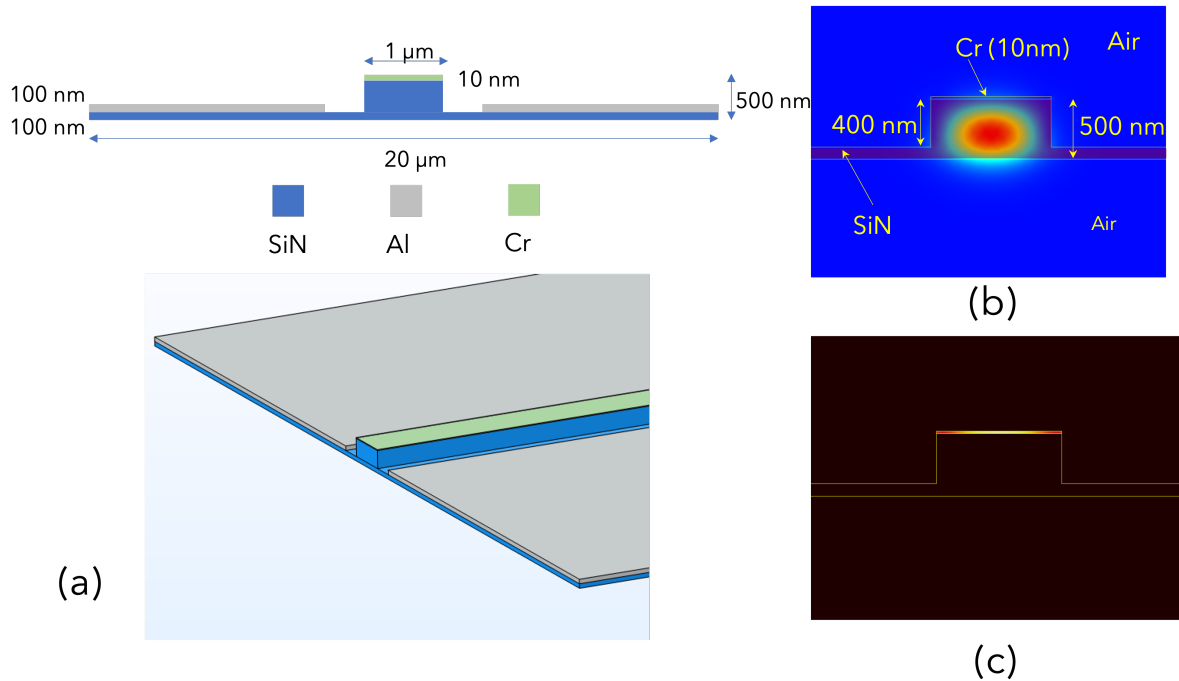 1 µm
10 nm
100 nm
500 nm
100 nm
20 µm
SiN
Al
Cr
(a)
Cr (10nm)
Air
400 nm
500 nm
SiN
Air
(b)
(c)